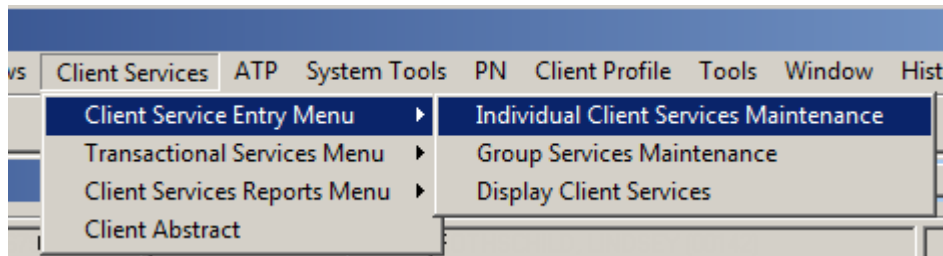 Client Services ATP System Tools PN Client Profile Tools Window Hist
Client Service Entry Menu Individual Client Services Maintenance
Transactional Services Menu Group Services Maintenance
Client Services Reports Menu Display Client Services
Client Abstract